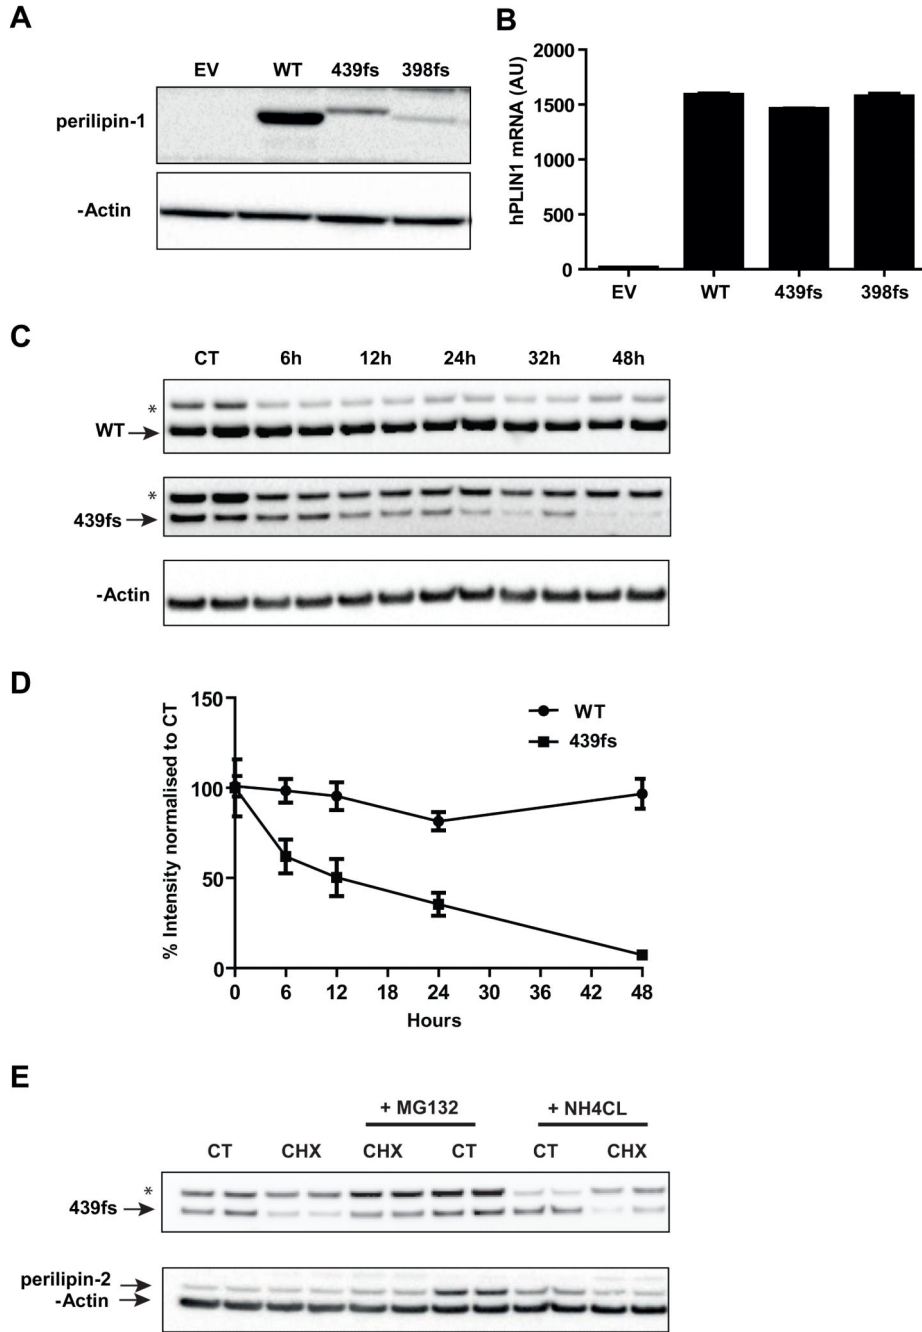 A
EV WT 439fs 398fs
perilipin-1
-Actin
B
hPLIN1 mRNA (AU)
2000
1500
1000
500
0
EV WT 439fs 398fs
C
CT 6h 12h 24h 32h 48h
*
WT
*
439fs
-Actin
D
% Intensity normalised to CT
150
100
50
0
WT
439fs
0 6 12 18 24 30 36 42 48
Hours
E
+ MG132 + NH4CL
CT CHX CHX CT CT CHX
*
439fs
perilipin-2
-Actin